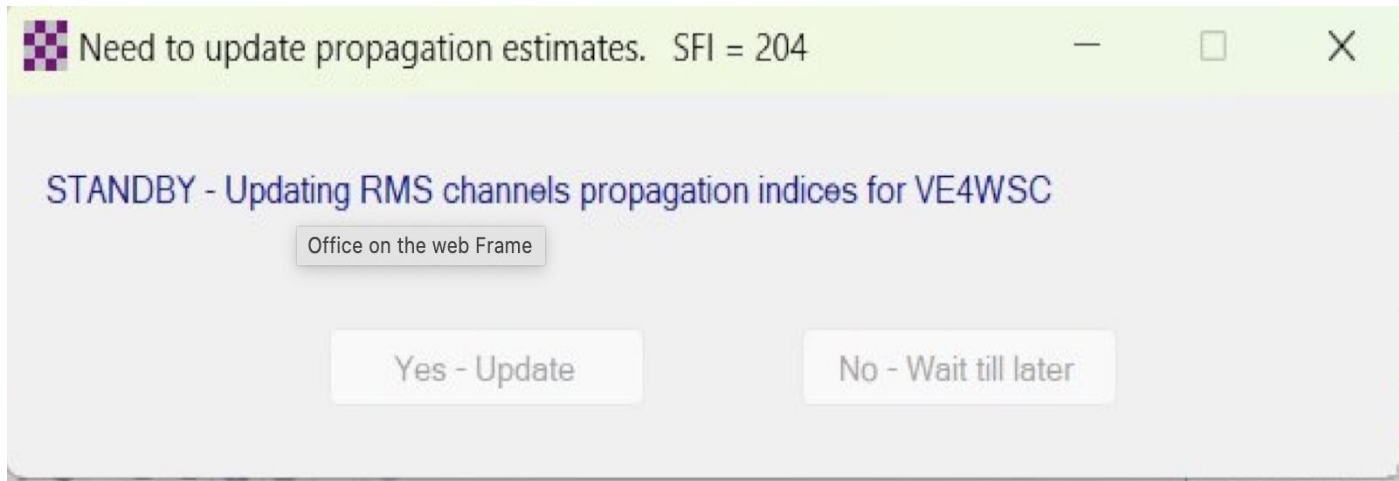 Need to update propagation estimates.   SFI = 204
STANDBY - Updating RMS channels propagation indices for VE4WSC
Office on the web Frame
Yes - Update
No - Wait till later